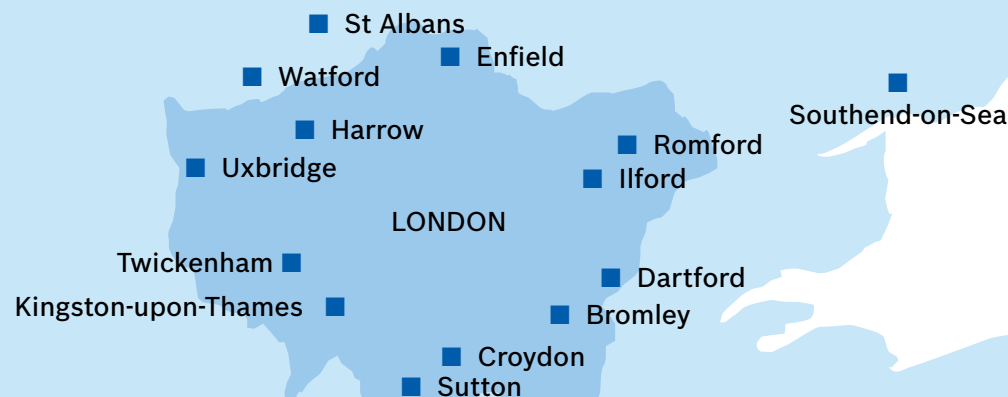 St Albans
Enfield
Watford
Southend-on-Sea
Harrow
Romford
Uxbridge
Ilford
LONDON
Twickenham
Dartford
Kingston-upon-Thames
Bromley
Croydon
Sutton